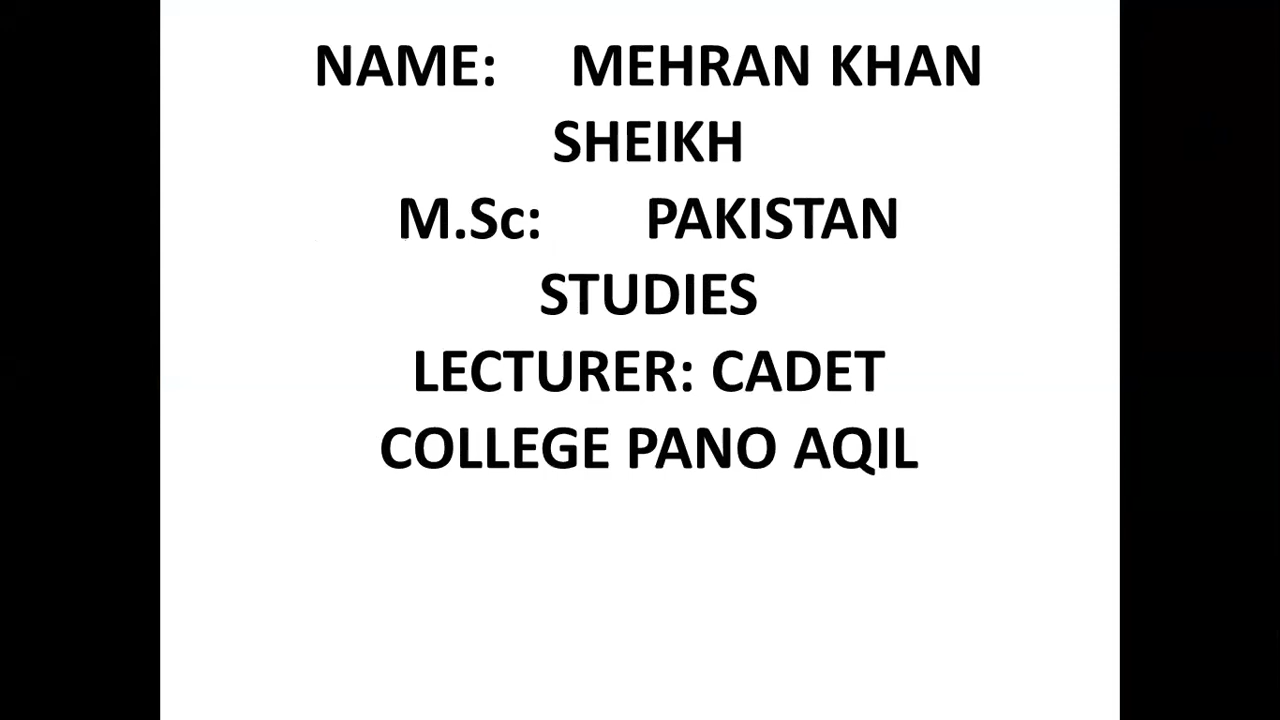 NAME: MEHRAN KHAN
SHEIKH
M.Sc: PAKISTAN
STUDIES
LECTURER: CADET
COLLEGE PANO AQIL